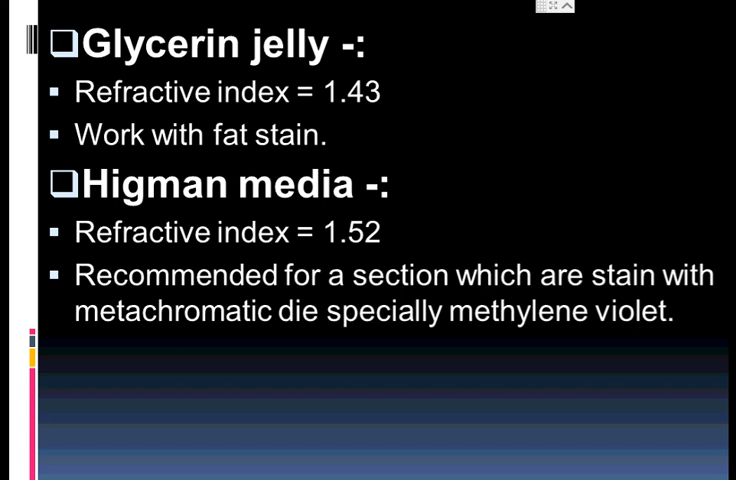 ❑Glycerin jelly -:
▪ Refractive index = 1.43
▪ Work with fat stain.
❑Higman media -:
▪ Refractive index = 1.52
▪ Recommended for a section which are stain with
metachromatic die specially methylene violet.